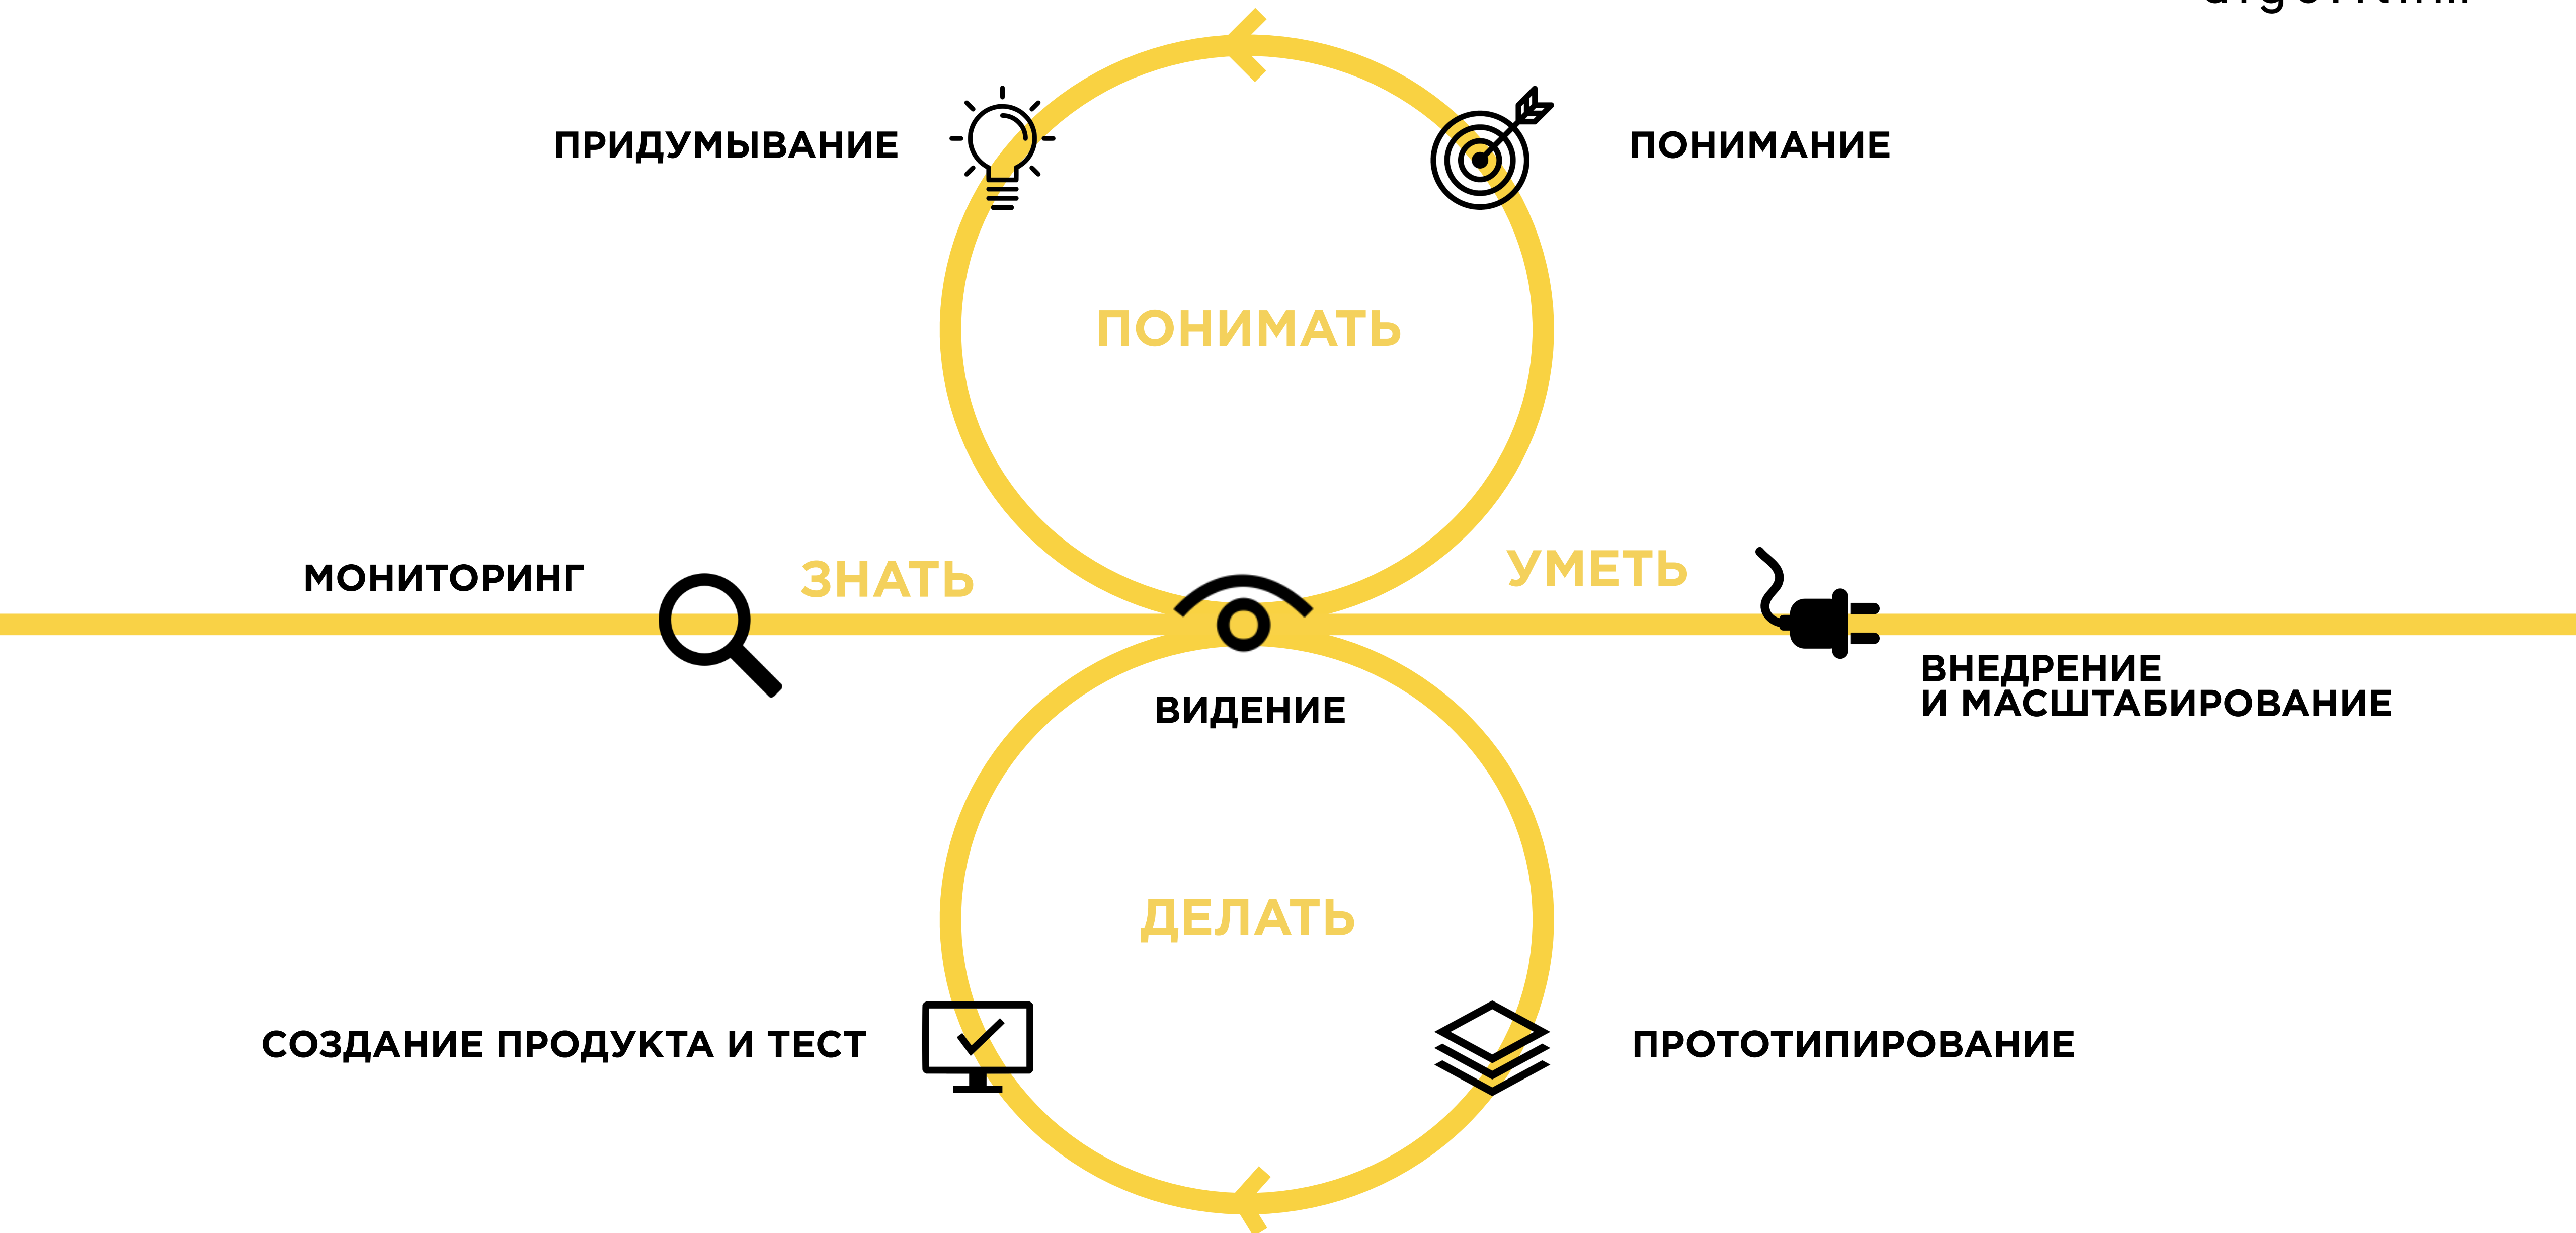 ПРИДУМЫВАНИЕ
ПОНИМАНИЕ
ПОНИМАТЬ
МОНИТОРИНГ
ЗНАТЬ
УМЕТЬ
ВНЕДРЕНИЕ
И МАСШТАБИРОВАНИЕ
ВИДЕНИЕ
ДЕЛАТЬ
СОЗДАНИЕ ПРОДУКТА И ТЕСТ
ПРОТОТИПИРОВАНИЕ